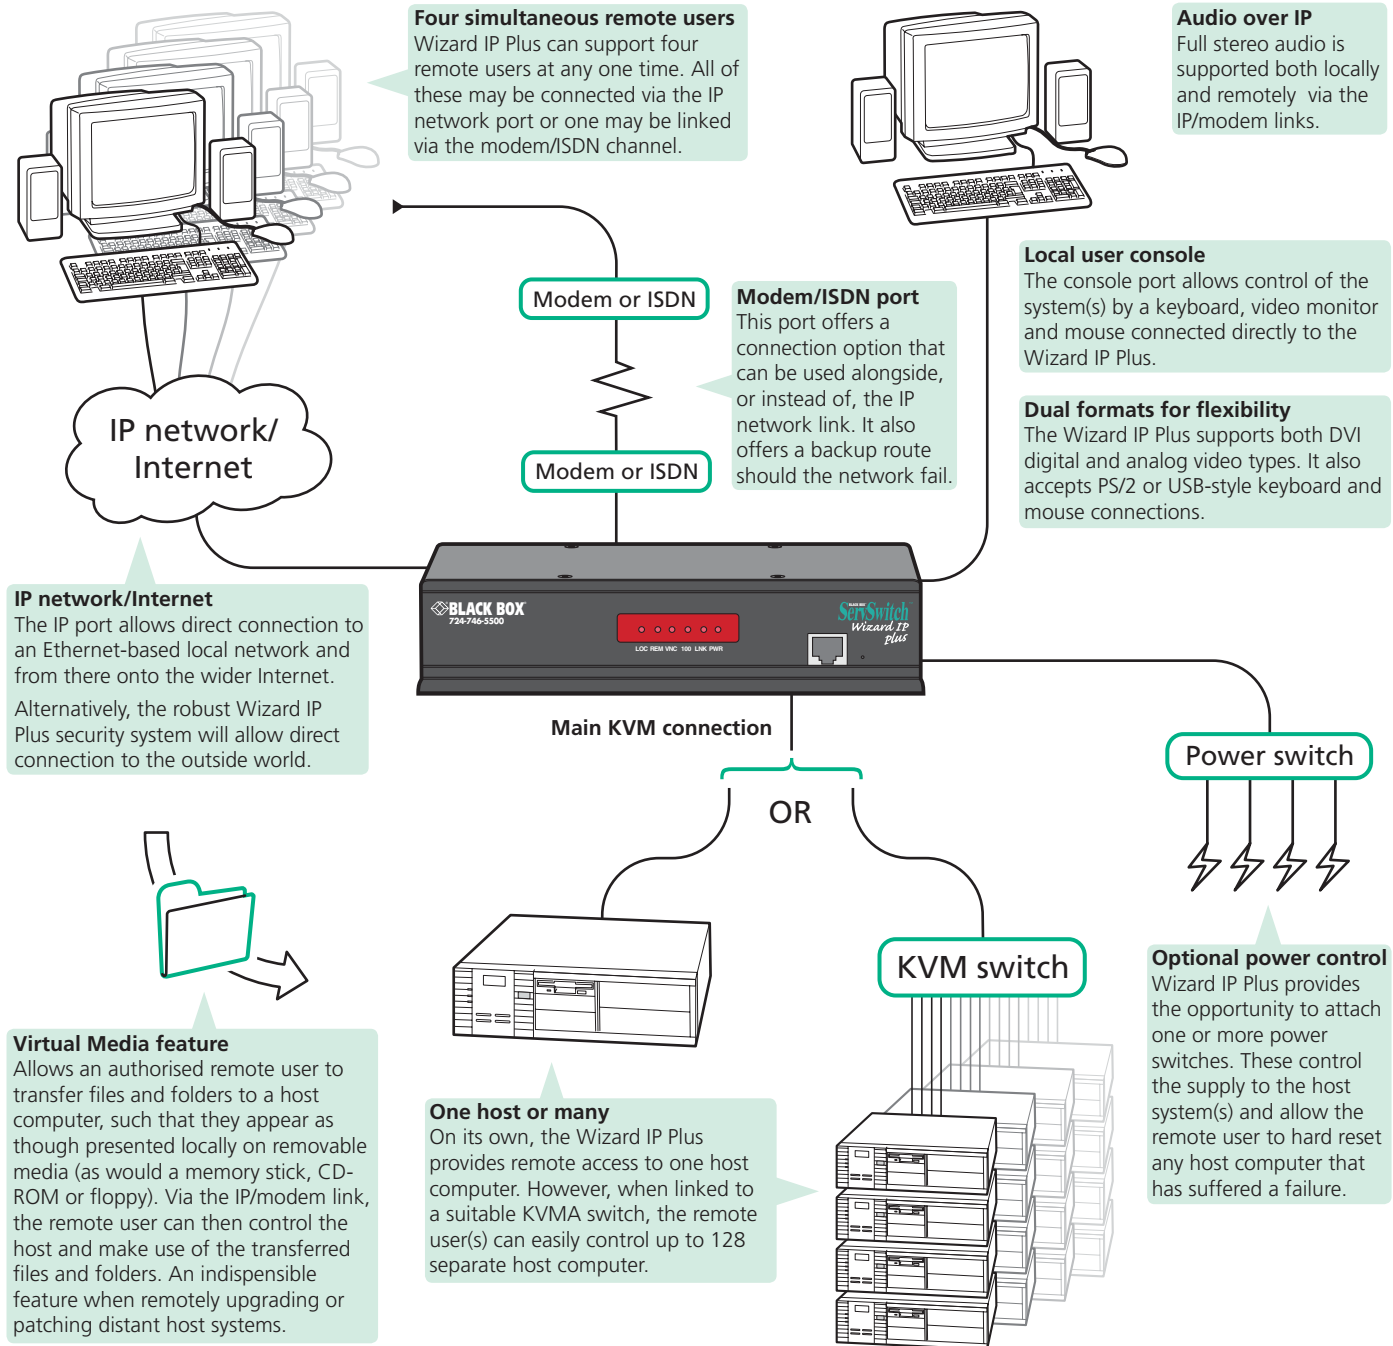 Four simultaneous remote users
Wizard IP Plus can support four
remote users at any one time. All of
these may be connected via the IP
network port or one may be linked
via the modem/ISDN channel.
Audio over IP
Full stereo audio is
supported both locally
and remotely via the
IP/modem links.
Local user console
The console port allows control of the
system(s) by a keyboard, video monitor
and mouse connected directly to the
Wizard IP Plus.
Modem or ISDN
Modem/ISDN port
This port offers a
connection option that
can be used alongside,
or instead of, the IP
network link. It also
offers a backup route
should the network fail.
Dual formats for flexibility
The Wizard IP Plus supports both DVI
digital and analog video types. It also
accepts PS/2 or USB-style keyboard and
mouse connections.
IP network/
Internet
Modem or ISDN
IP network/Internet
The IP port allows direct connection to
an Ethernet-based local network and
from there onto the wider Internet.
Alternatively, the robust Wizard IP
Plus security system will allow direct
connection to the outside world.
BLACK BOX
724-746-5500
LOC REM VNC 100 LNK PWR
BLACK BOX
ServSwitch
Wizard IP
plus
Main KVM connection
OR
Power switch
KVM switch
Optional power control
Wizard IP Plus provides
the opportunity to attach
one or more power
switches. These control
the supply to the host
system(s) and allow the
remote user to hard reset
any host computer that
has suffered a failure.
Virtual Media feature
Allows an authorised remote user to
transfer files and folders to a host
computer, such that they appear as
though presented locally on removable
media (as would a memory stick, CD-
ROM or floppy). Via the IP/modem link,
the remote user can then control the
host and make use of the transferred
files and folders. An indispensible
feature when remotely upgrading or
patching distant host systems.
One host or many
On its own, the Wizard IP Plus
provides remote access to one host
computer. However, when linked to
a suitable KVMA switch, the remote
user(s) can easily control up to 128
separate host computer.